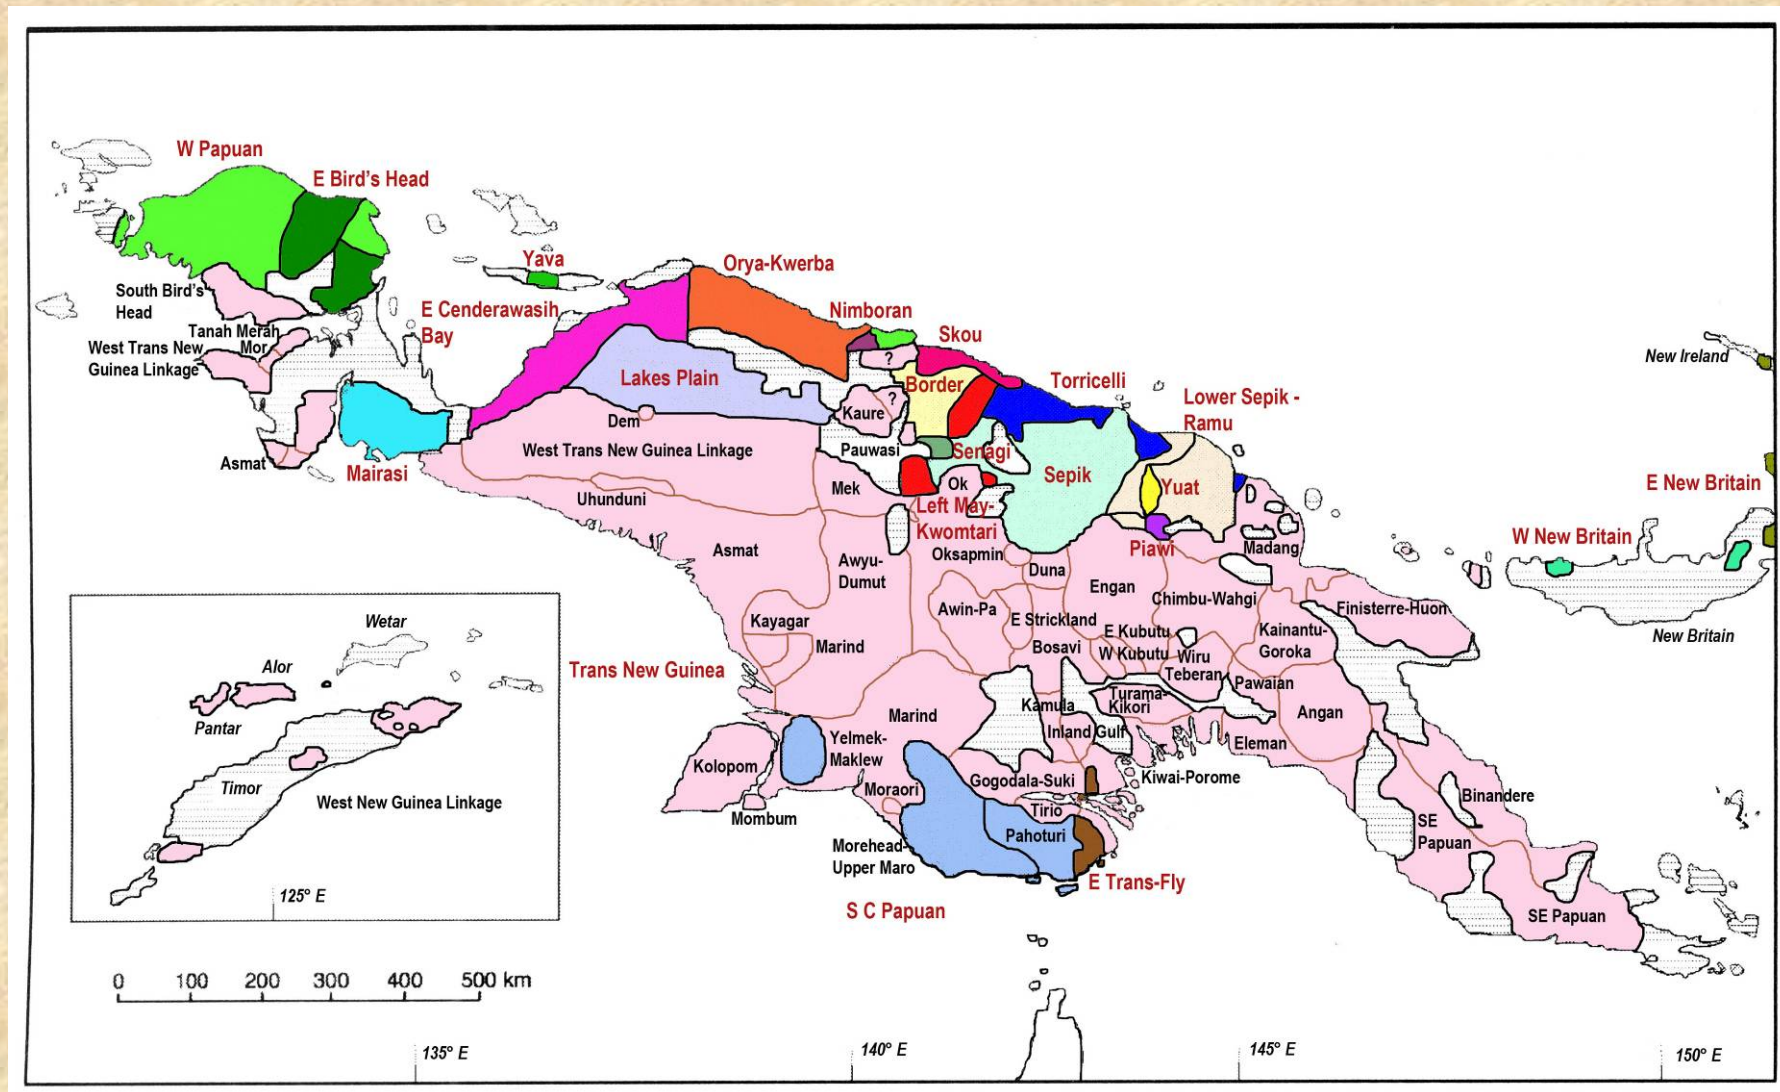 W Papuan
E Bird's Head
Yava
Orya-Kwerba
South Bird's
Head
E Cenderawasih
Bay
Nimboran
Skou
Tanah Merah
Mor
West Trans New
Guinea Linkage
?
New Ireland
Lakes Plain
Border
Torricelli
Lower Sepik -
Ramu
Kaure
?
Dem
West Trans New Guinea Linkage
Pauwasi
Senagi
Asmat
Mairasi
Sepik
Uhunduni
Mek
Ok
Yuat
E New Britain
Left May-
Kwomtari
W New Britain
Asmat
Oksapmin
Piawi
Madang
Awyu-
Dumut
Duna
Engan
Chimbu-Wahgi
Awin-Pa
Finisterre-Huon
Wetar
Kayagar
E Strickland
E Kubutu
Kainantu-
Goroka
New Britain
Marind
Bosavi
W Kubutu
Wiru
Alor
Trans New Guinea
Teberan
Pawaian
Pantar
Marind
Kamula
Turama-
Kikori
Angan
Yelmek-
Maklew
Inland Gulf
Eleman
Kolopom
Timor
West New Guinea Linkage
Moraori
Gogodala-Suki
Kiwai-Porome
Mombum
Tirio
Binandere
Morehead-
Upper Maro
Pahoturi
SE
Papuan
E Trans-Fly
125° E
S C Papuan
SE Papuan
0 100 200 300 400 500 km
135° E
140° E
145° E
150° E